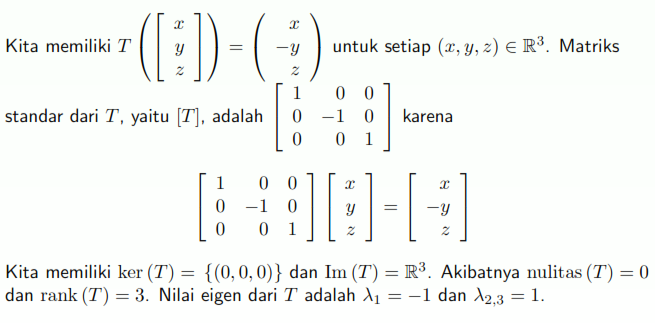 Kita memiliki T([x y z]) = (x −y z) untuk setiap (x, y, z) ∈ ℝ³. Matriks
standar dari T, yaitu [T], adalah [1 0 0; 0 −1 0; 0 0 1] karena
[1 0 0; 0 −1 0; 0 0 1] [x; y; z] = [x; −y; z]
Kita memiliki ker (T) = {(0, 0, 0)} dan Im (T) = ℝ³. Akibatnya nulitas (T) = 0
dan rank (T) = 3. Nilai eigen dari T adalah λ₁ = −1 dan λ₂,₃ = 1.